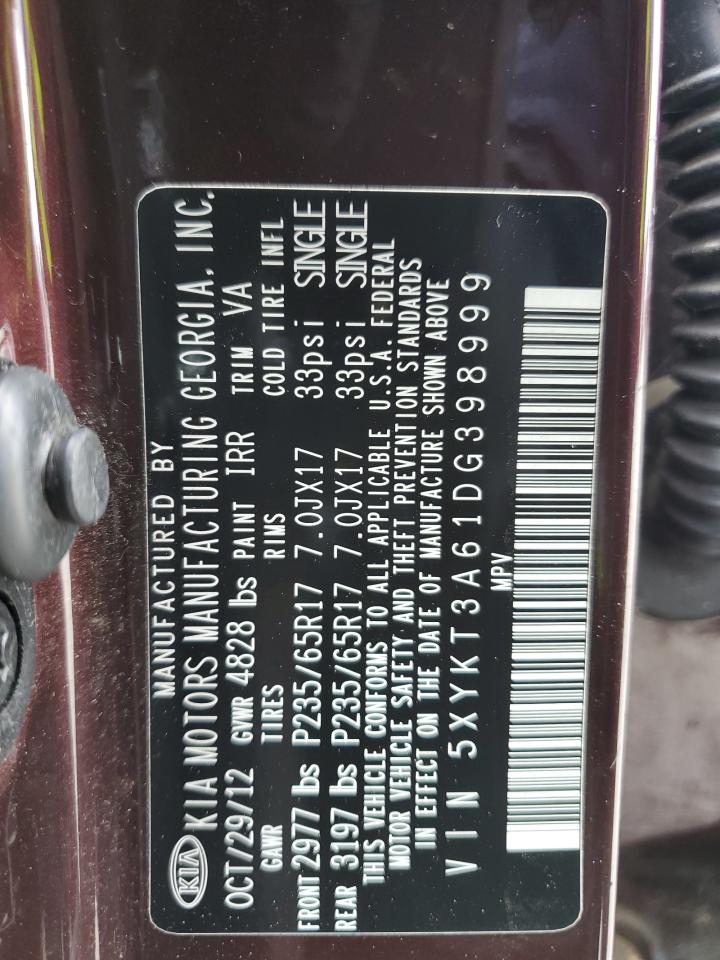 MANUFACTURED BY
KIA KIA MOTORS MANUFACTURING GEORGIA, INC.
OCT/29/12 GVWR 4828 lbs PAINT IRR TRIM VA
GAWR TIRES RIMS COLD TIRE INFL
FRONT 2977 lbs P235/65R17 7.0JX17 33psi SINGLE
REAR 3197 lbs P235/65R17 7.0JX17 33psi SINGLE
THIS VEHICLE CONFORMS TO ALL APPLICABLE U.S.A. FEDERAL
MOTOR VEHICLE SAFETY AND THEFT PREVENTION STANDARDS
IN EFFECT ON THE DATE OF MANUFACTURE SHOWN ABOVE
VIN 5XYKT3A61DG398999
MPV